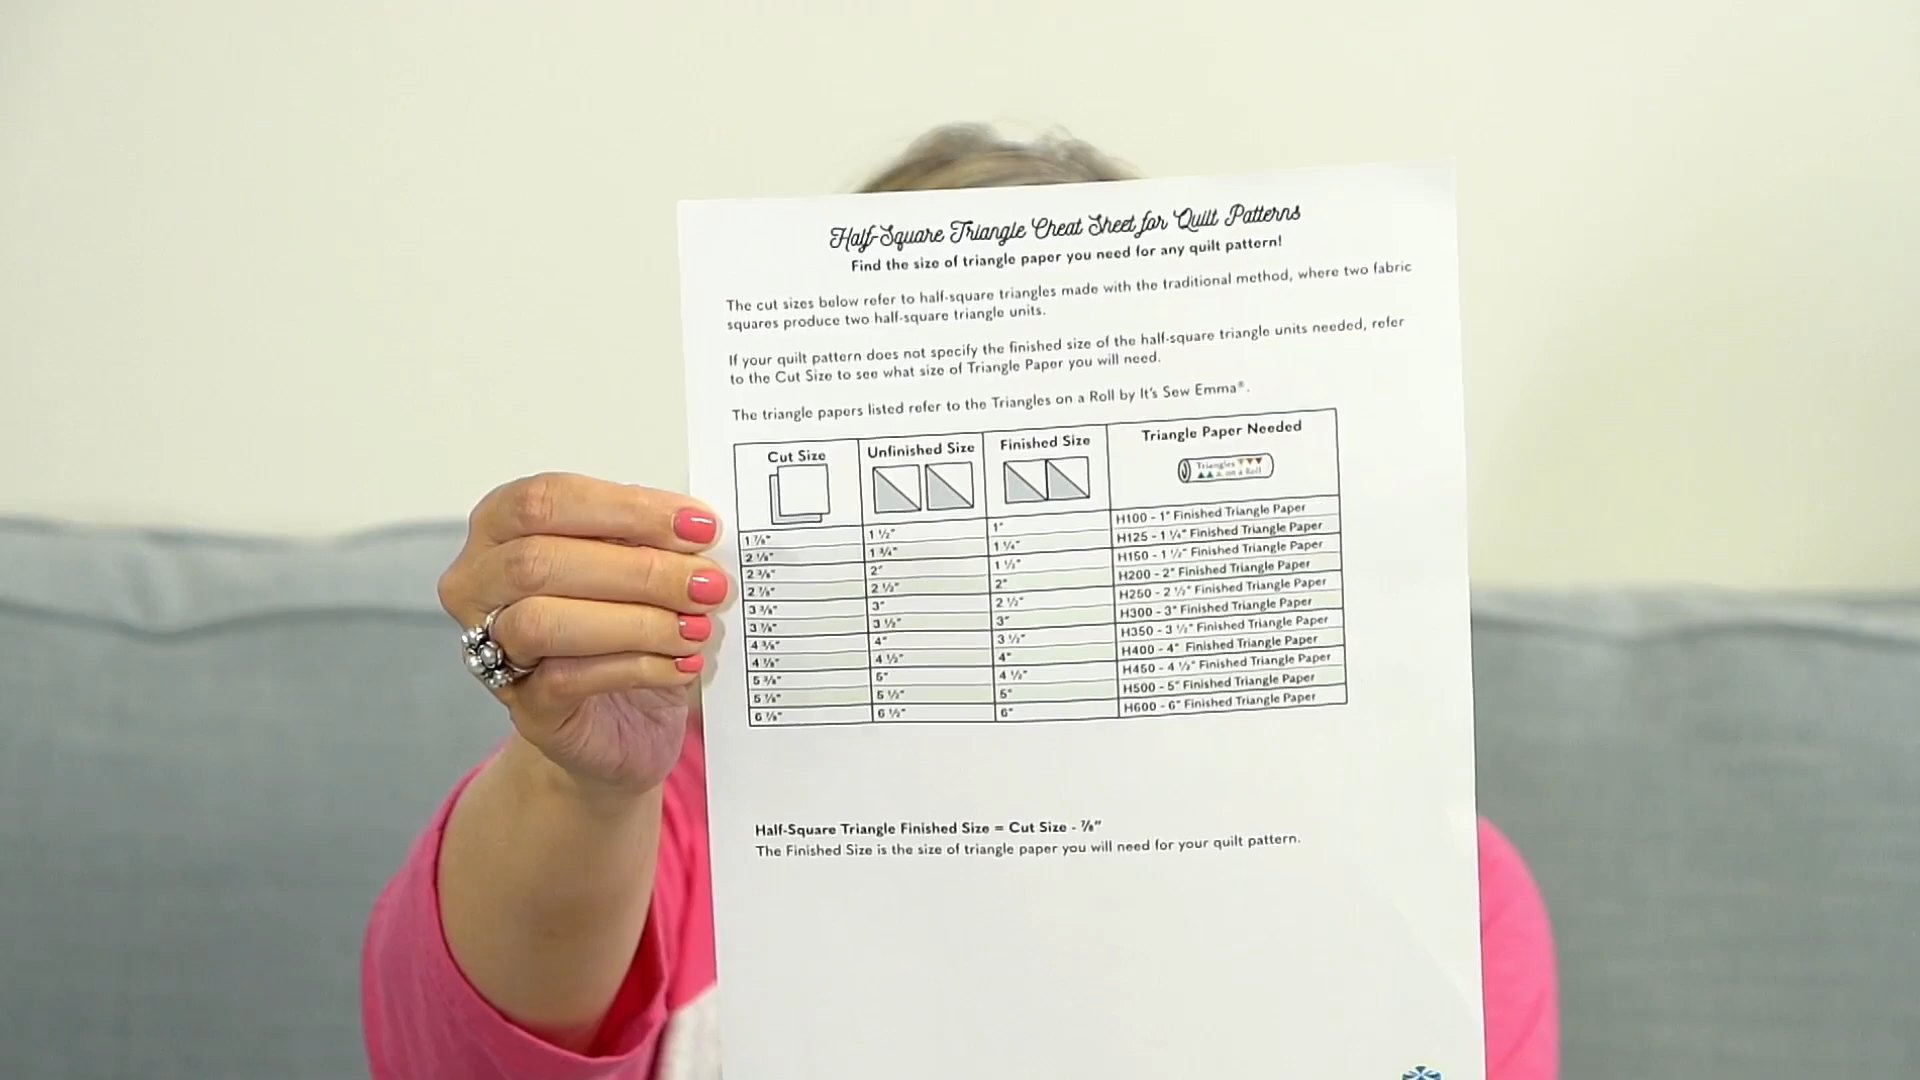 Half-Square Triangle Cheat Sheet for Quilt Patterns
Find the size of triangle paper you need for any quilt pattern!
The cut sizes below refer to half-square triangles made with the traditional method, where two fabric
squares produce two half-square triangle units.
If your quilt pattern does not specify the finished size of the half-square triangle units needed, refer
to the Cut Size to see what size of Triangle Paper you will need.
The triangle papers listed refer to the Triangles on a Roll by It's Sew Emma®.
Cut Size Unfinished Size Finished Size Triangle Paper Needed
Triangles
on a Roll
1 ⅞" 1 ½" 1" H100 - 1" Finished Triangle Paper
2 ⅛" 1 ¾" 1 ¼" H125 - 1 ¼" Finished Triangle Paper
2 ⅜" 2" 1 ½" H150 - 1 ½" Finished Triangle Paper
2 ⅞" 2 ½" 2" H200 - 2" Finished Triangle Paper
3 ⅜" 3" 2 ½" H250 - 2 ½" Finished Triangle Paper
3 ⅞" 3 ½" 3" H300 - 3" Finished Triangle Paper
4 ⅜" 4" 3 ½" H350 - 3 ½" Finished Triangle Paper
4 ⅞" 4 ½" 4" H400 - 4" Finished Triangle Paper
5 ⅜" 5" 4 ½" H450 - 4 ½" Finished Triangle Paper
5 ⅞" 5 ½" 5" H500 - 5" Finished Triangle Paper
6 ⅞" 6 ½" 6" H600 - 6" Finished Triangle Paper
Half-Square Triangle Finished Size = Cut Size - ⅞"
The Finished Size is the size of triangle paper you will need for your quilt pattern.